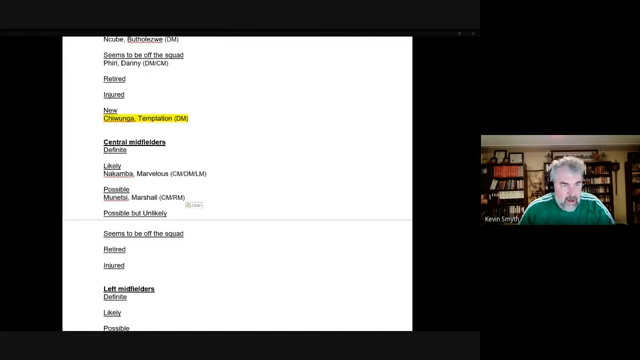 Ncube, Butholezwe (DM)
Seems to be off the squad
Phiri, Danny (DM/CM)
Retired
Injured
New
Chiwunga, Temptation (DM)
Central midfielders
Definite
Likely
Nakamba, Marvelous (CM/DM/LM)
Possible
Munetsi, Marshall (CM/RM)
Possible but Unlikely
Seems to be off the squad
Retired
Injured
Left midfielders
Definite
Likely
Possible
Kevin Smyth